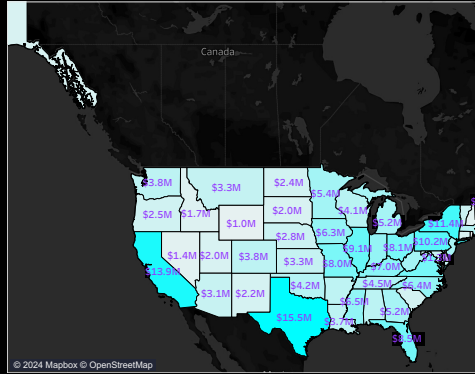 Canada
$3.8M
$3.3M
$2.4M
$5.4M
$2.5M
$1.7M
$1.0M
$2.0M
$4.1M
$5.2M
$11.4M
$2.8M
$6.3M
$10.2M
$13.9M
$1.4M
$2.0M
$3.8M
$3.3M
$8.0M
$9.1M
$8.1M
$7.0M
$3.1M
$2.2M
$4.2M
$4.5M
$6.4M
$15.5M
$3.7M
$5.2M
© 2024 Mapbox © OpenStreetMap